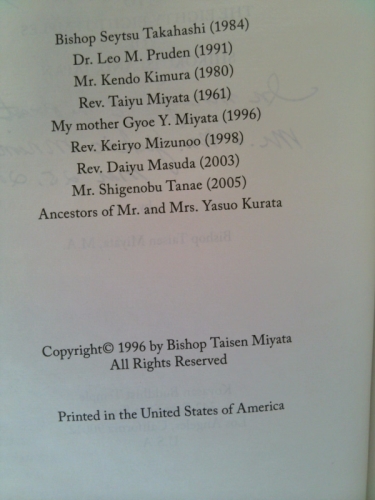 Bishop Seytsu Takahashi (1984)
Dr. Leo M. Pruden (1991)
Mr. Kendo Kimura (1980)
Rev. Taiyu Miyata (1961)
My mother Gyoe Y. Miyata (1996)
Rev. Keiryo Mizunoo (1998)
Rev. Daiyu Masuda (2003)
Mr. Shigenobu Tanae (2005)
Ancestors of Mr. and Mrs. Yasuo Kurata
Copyright© 1996 by Bishop Taisen Miyata
All Rights Reserved
Printed in the United States of America